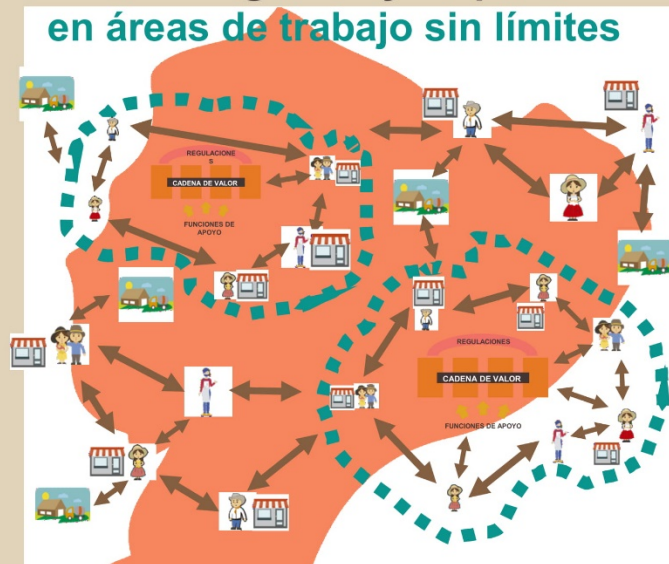 en áreas de trabajo sin límites
REGULACIONE
S
CADENA DE VALOR
FUNCIONES DE
APOYO
REGULACIONES
CADENA DE VALOR
FUNCIONES DE APOYO